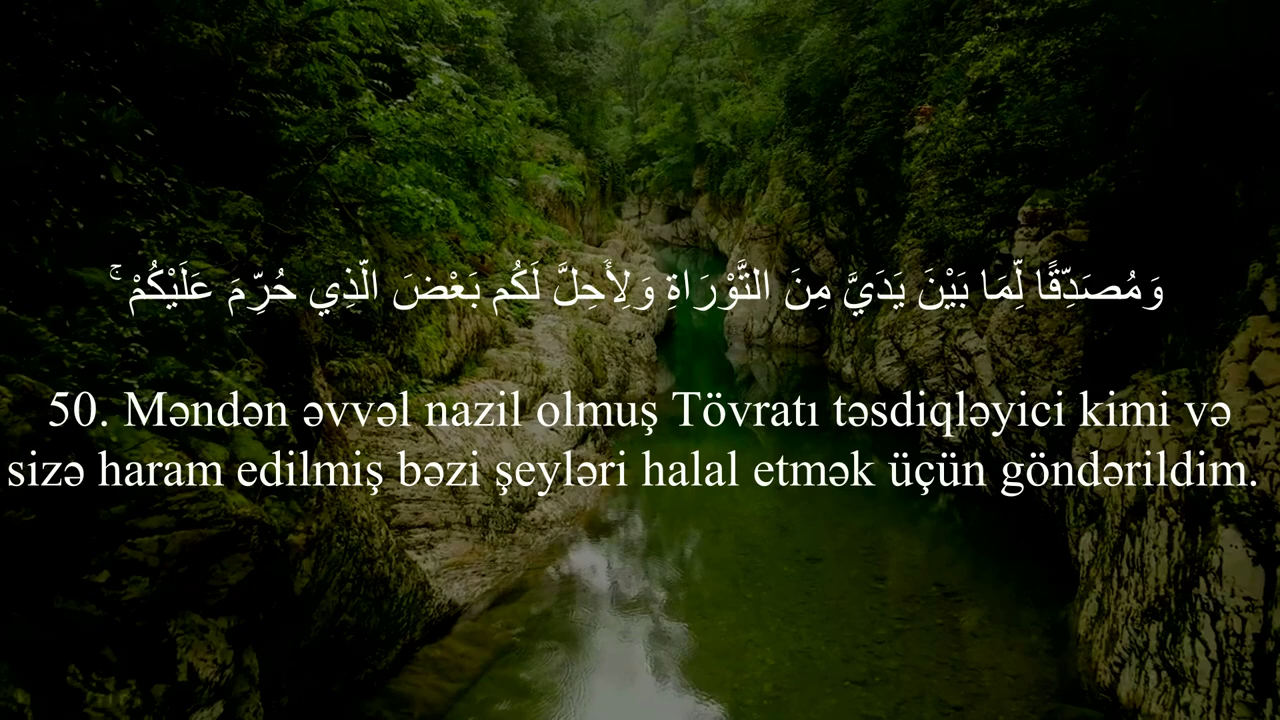 وَمُصَدِّقًا لِّمَا بَيْنَ يَدَيَّ مِنَ التَّوْرَاةِ وَلِأُحِلَّ لَكُم بَعْضَ الَّذِي حُرِّمَ عَلَيْكُمْ ۚ
50. Məndən əvvəl nazil olmuş Tövratı təsdiqləyici kimi və
sizə haram edilmiş bəzi şeyləri halal etmək üçün göndərildim.